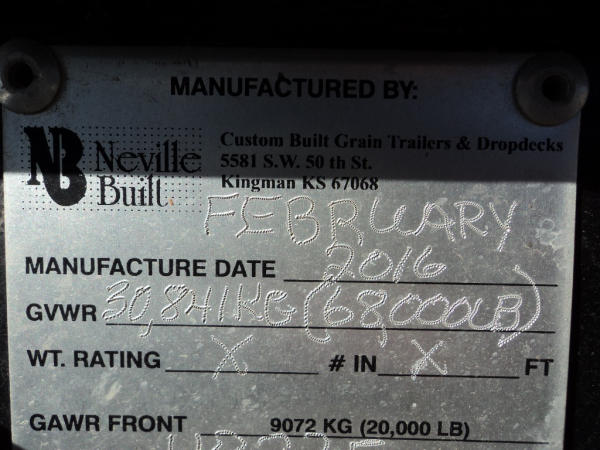 MANUFACTURED BY:
NB Neville Built
Custom Built Grain Trailers & Dropdecks
5581 S.W. 50 th St.
Kingman KS 67068
FEBRUARY
MANUFACTURE DATE 2016
GVWR 30,841KG (68,000LB)
WT. RATING X # IN X FT
GAWR FRONT 9072 KG (20,000 LB)